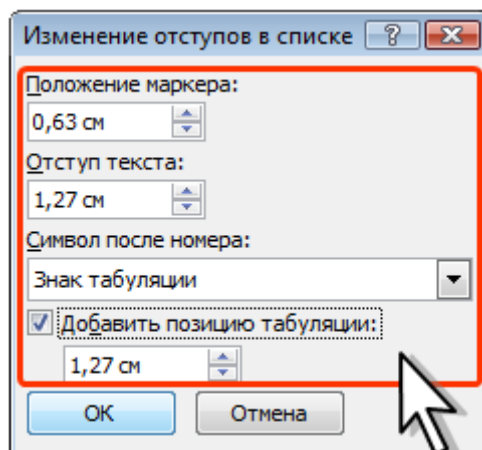 Изменение отступов в списке
Положение маркера:
0,63 см
Отступ текста:
1,27 см
Символ после номера:
Знак табуляции
Добавить позицию табуляции:
1,27 см
ОК Отмена